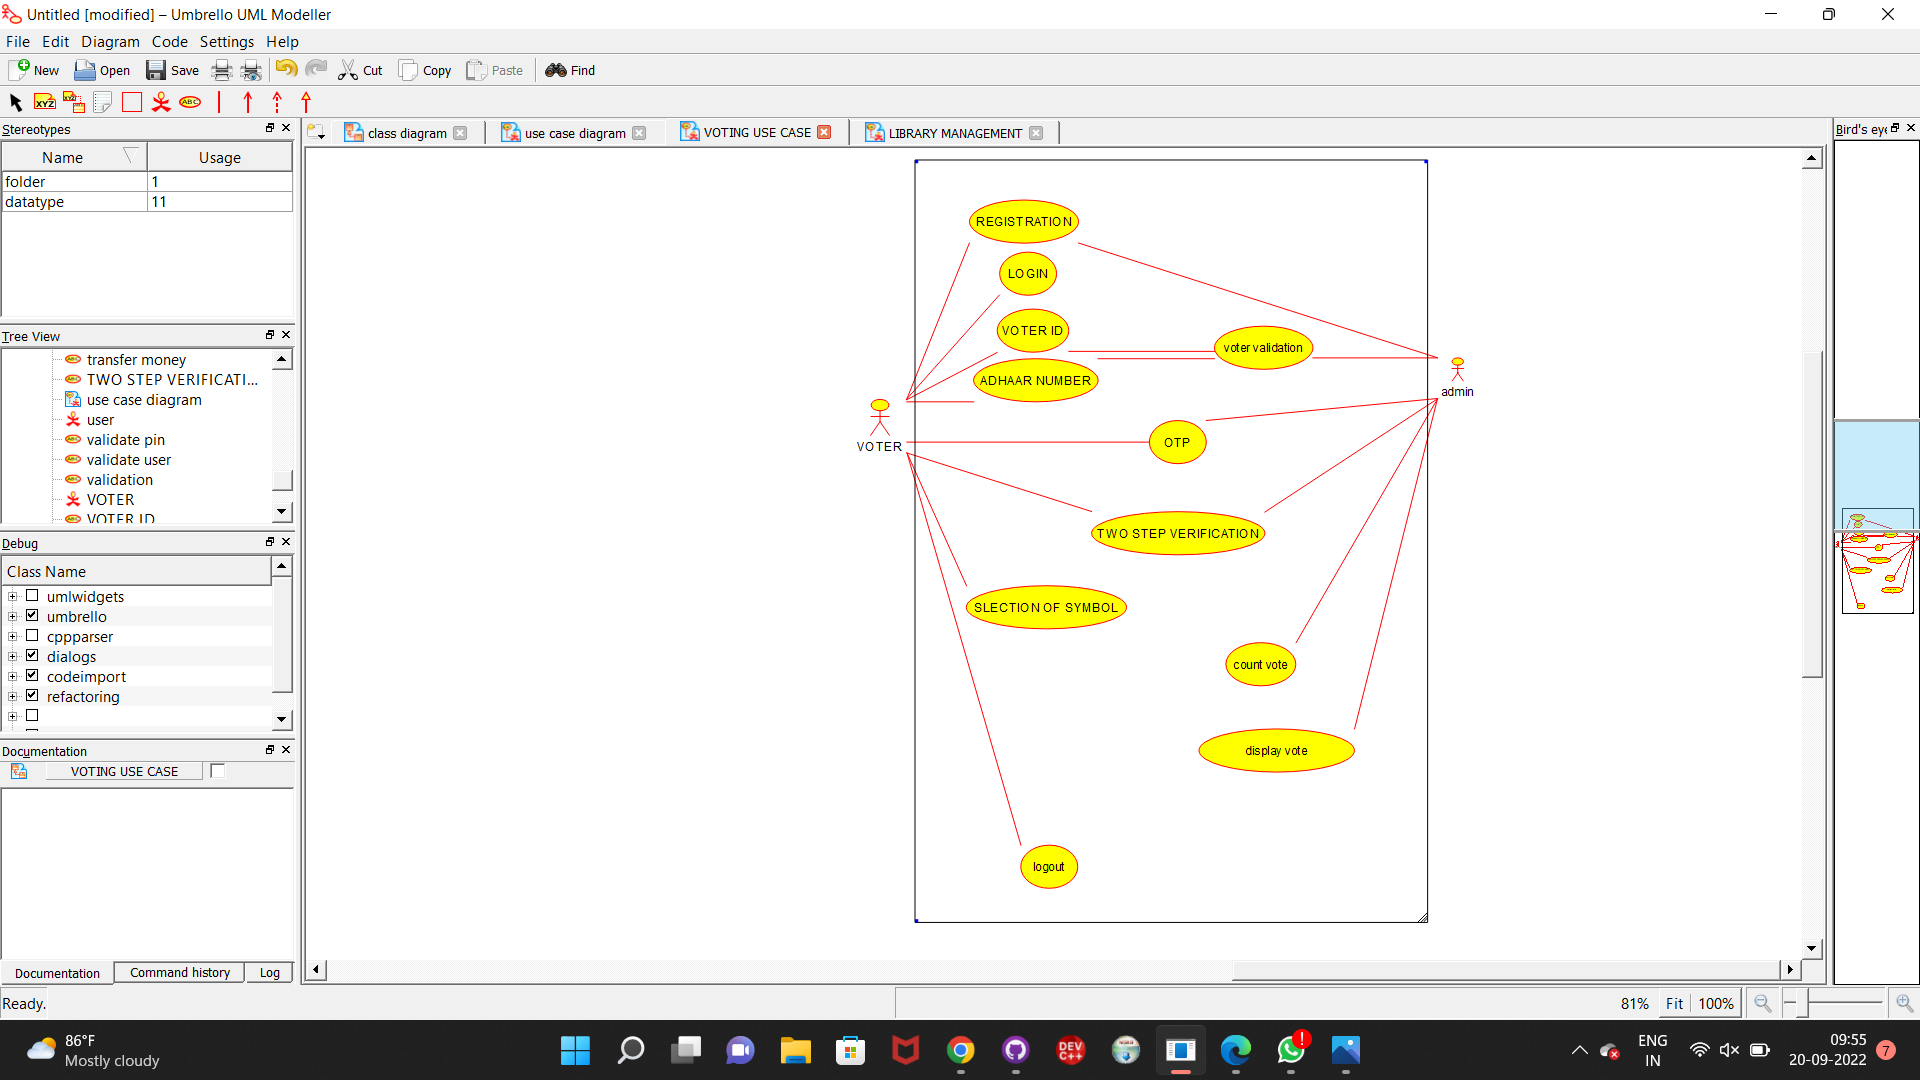 Untitled [modified] – Umbrello UML Modeller
File Edit Diagram Code Settings Help
New Open Save Cut Copy Paste Find
XYZ XYZ ABC
Stereotypes
Name Usage
folder 1
datatype 11
Tree View
transfer money
TWO STEP VERIFICATI...
use case diagram
user
validate pin
validate user
validation
VOTER
VOTER ID
Debug
Class Name
umlwidgets
umbrello
cppparser
dialogs
codeimport
refactoring
Documentation
VOTING USE CASE
Documentation Command history Log
class diagram use case diagram VOTING USE CASE LIBRARY MANAGEMENT
Bird's eye
REGISTRATION
LOGIN
VOTER ID
voter validation
ADHAAR NUMBER
admin
VOTER
OTP
TWO STEP VERIFICATION
SLECTION OF SYMBOL
count vote
display vote
logout
Ready.
81% Fit 100%
86°F
Mostly cloudy
DEV
C++
!
ENG
IN
09:55
20-09-2022
7